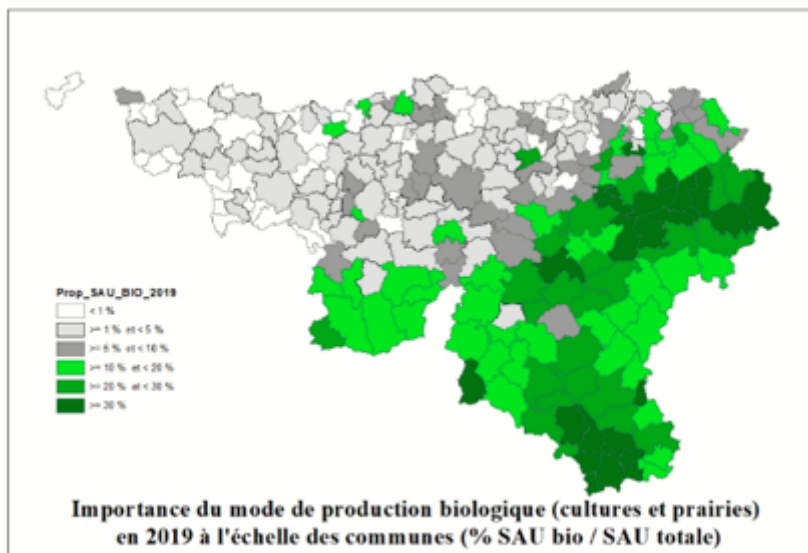 Prop_SAU_BIO_2019
< 1 %
>= 1 % et < 5 %
>= 5 % et < 10 %
>= 10 % et < 20 %
>= 20 % et < 30 %
>= 30 %
Importance du mode de production biologique (cultures et prairies)
en 2019 à l'échelle des communes (% SAU bio / SAU totale)